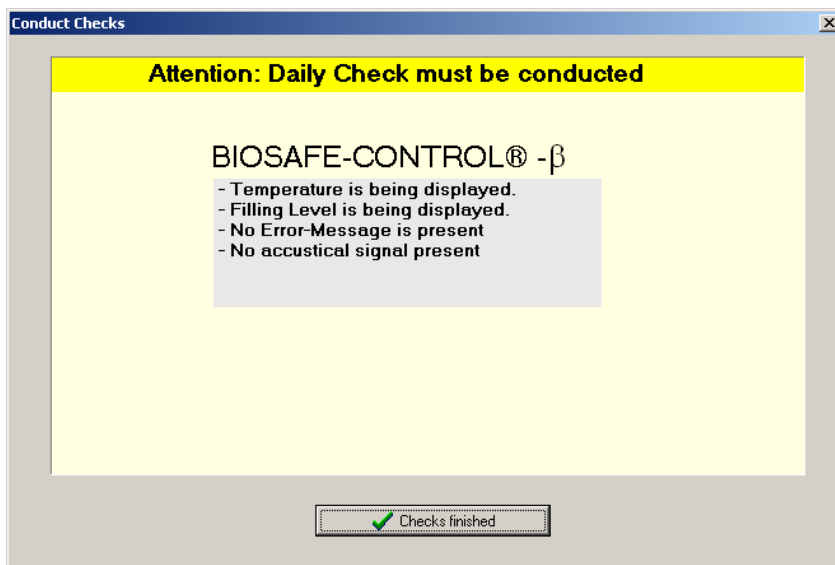 Conduct Checks
Attention: Daily Check must be conducted
BIOSAFE-CONTROL® -β
- Temperature is being displayed.
- Filling Level is being displayed.
- No Error-Message is present
- No accustical signal present
Checks finished